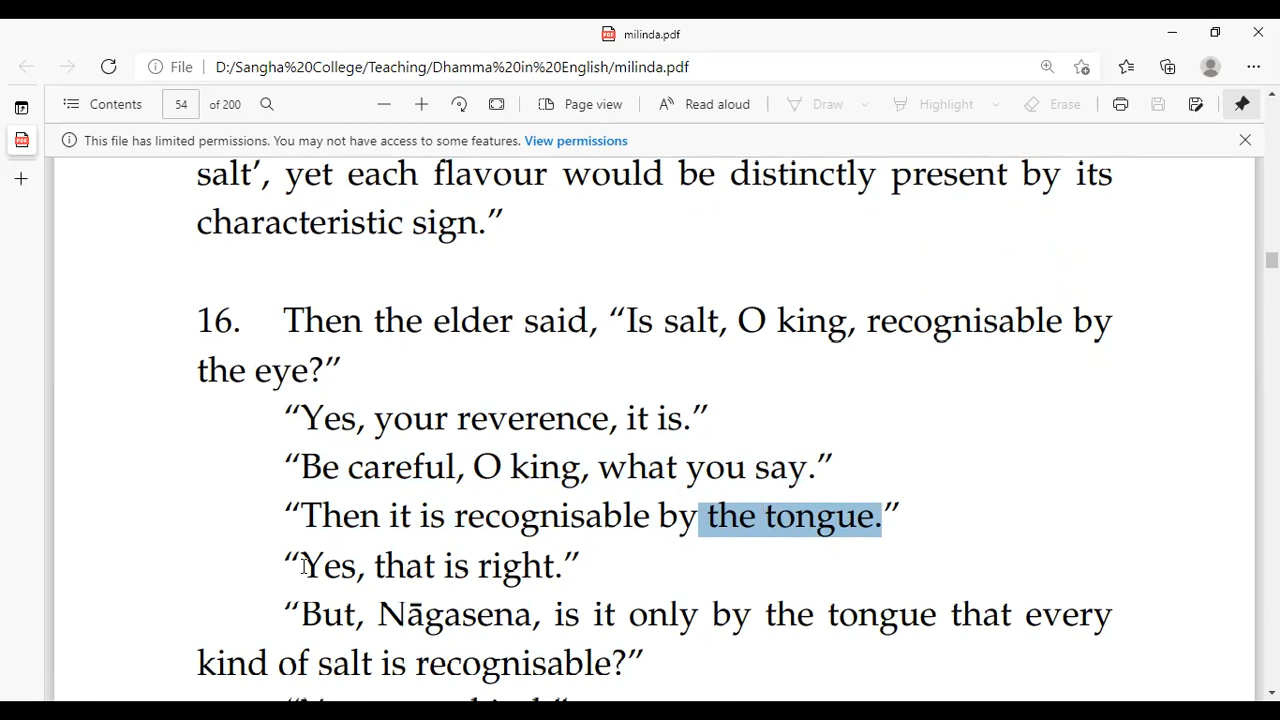 milinda.pdf
File D:/Sangha%20College/Teaching/Dhamma%20in%20English/milinda.pdf
Contents 54 of 200 Page view Read aloud Draw Highlight Erase
This file has limited permissions. You may not have access to some features. View permissions
salt’, yet each flavour would be distinctly present by its
characteristic sign.”
16. Then the elder said, “Is salt, O king, recognisable by
the eye?”
“Yes, your reverence, it is.”
“Be careful, O king, what you say.”
“Then it is recognisable by the tongue.”
“Yes, that is right.”
“But, Nāgasena, is it only by the tongue that every
kind of salt is recognisable?”